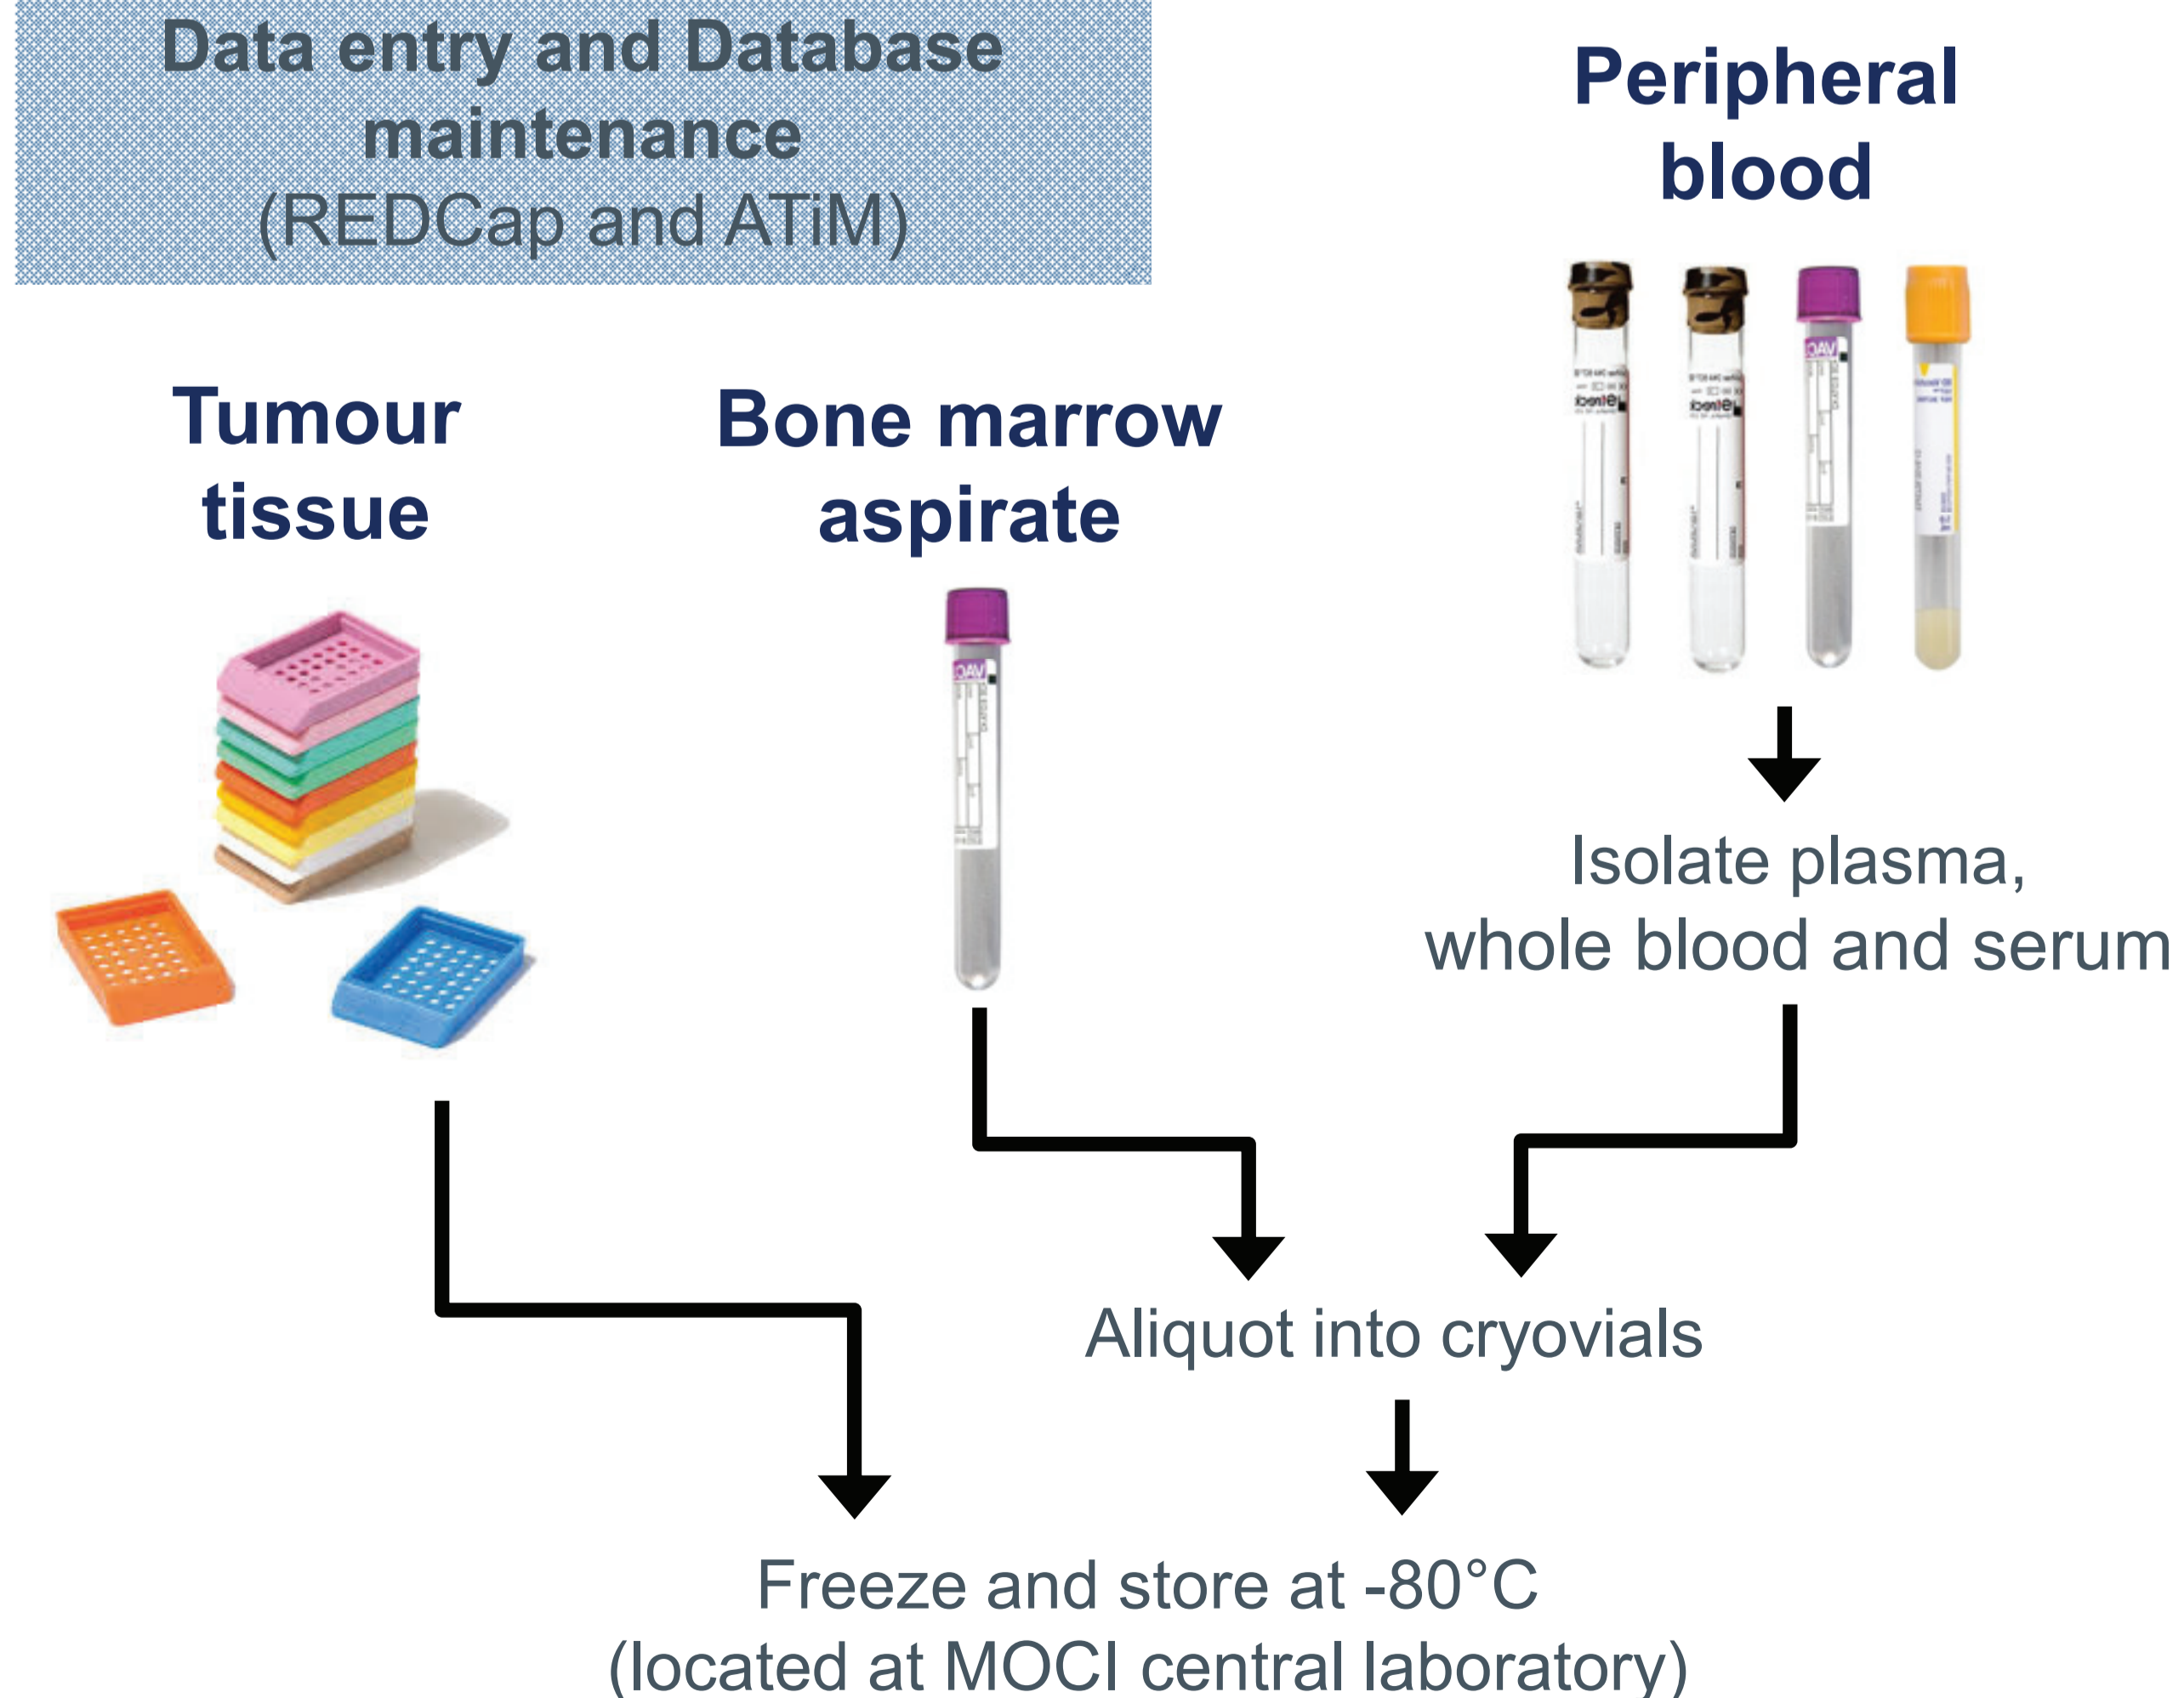 Data entry and Database
maintenance
(REDCap and ATiM)
Peripheral
blood
Tumour
tissue
Bone marrow
aspirate
Isolate plasma,
whole blood and serum
Aliquot into cryovials
Freeze and store at -80°C
(located at MOCI central laboratory)